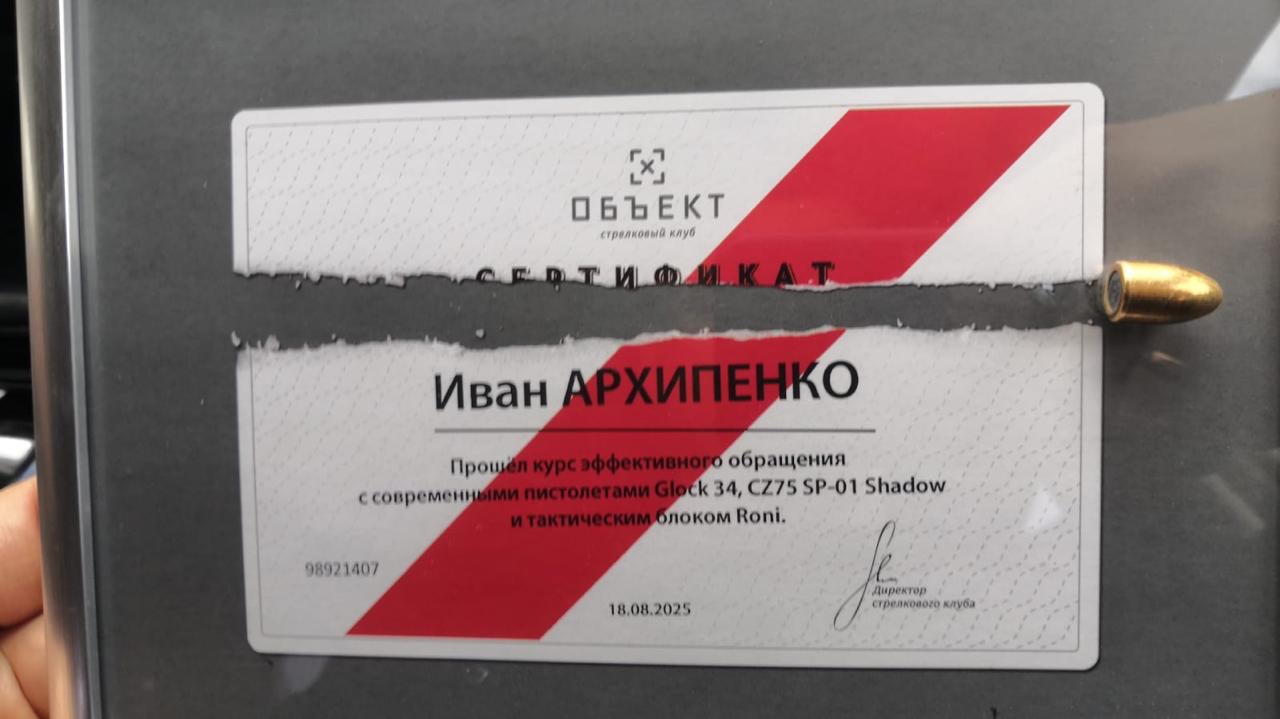 ОБЪЕКТ
стрелковый клуб
СЕРТИФИКАТ
Иван АРХИПЕНКО
Прошёл курс эффективного обращения
с современными пистолетами Glock 34, CZ75 SP-01 Shadow
и тактическим блоком Roni.
98921407
18.08.2025
Директор
стрелкового клуба